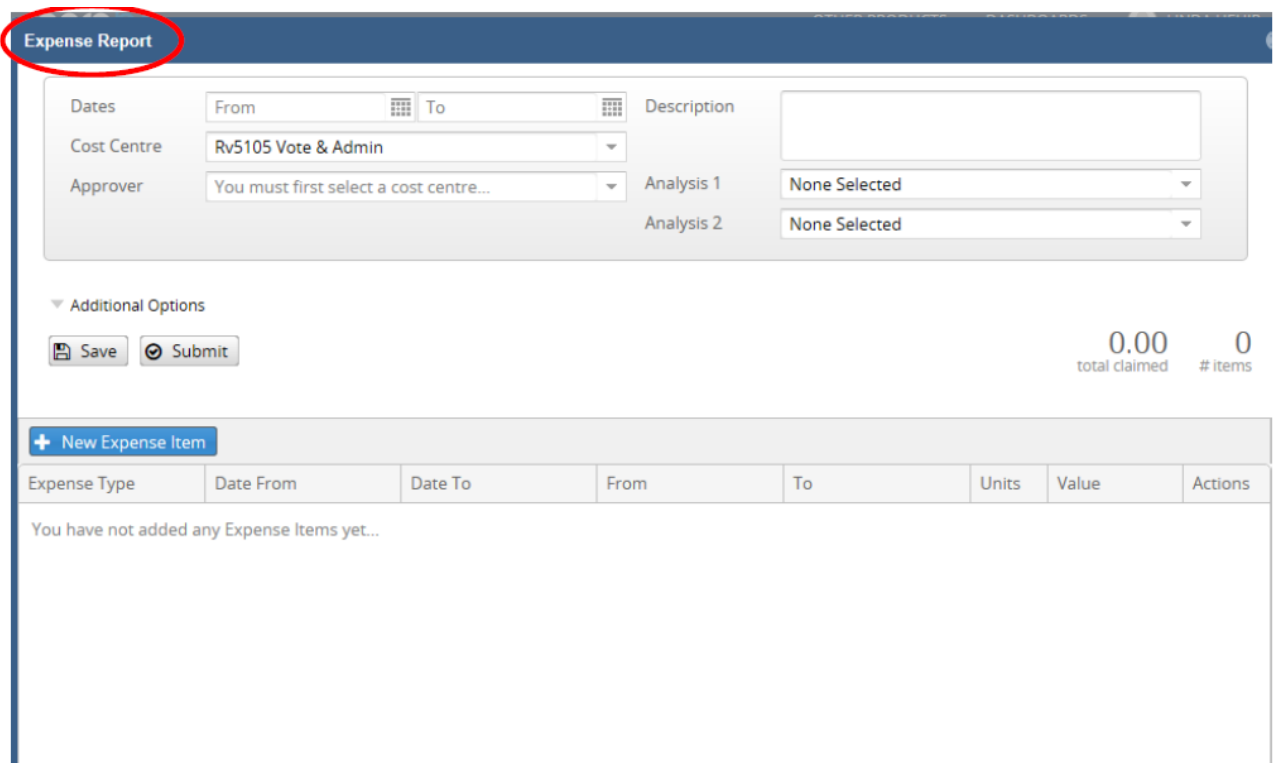 Expense Report
Dates From To
Cost Centre Rv5105 Vote & Admin
Approver You must first select a cost centre...
Description
Analysis 1 None Selected
Analysis 2 None Selected
Additional Options
Save Submit
0.00 0
total claimed # items
New Expense Item
Expense Type Date From Date To From To Units Value Actions
You have not added any Expense Items yet...